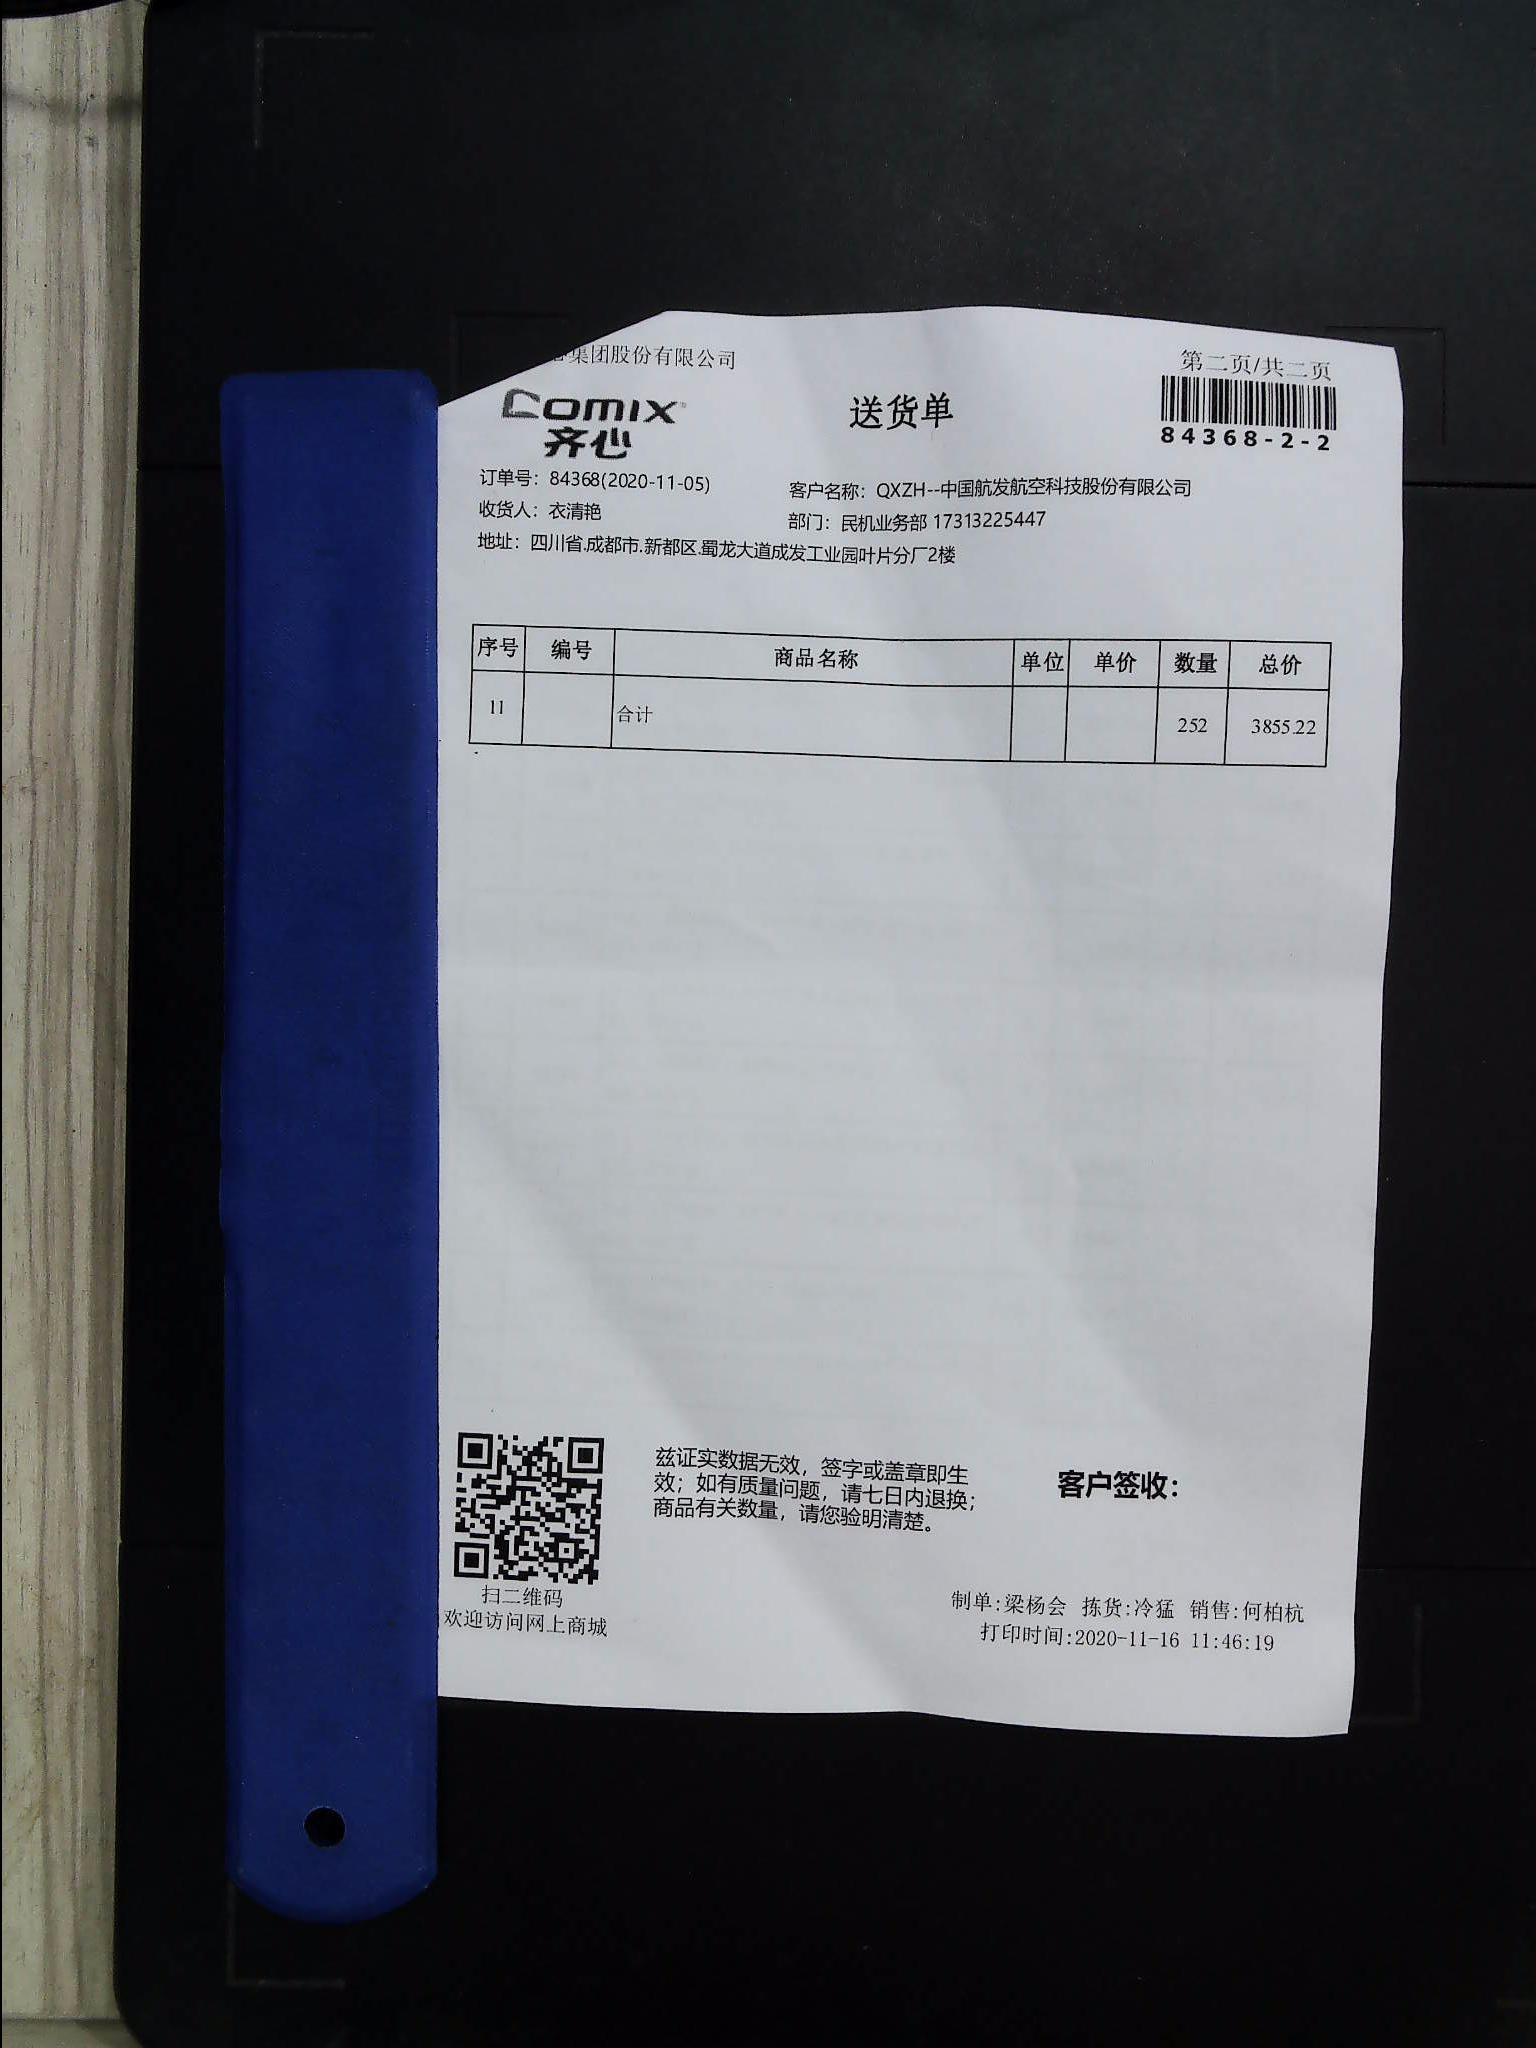 集团股份有限公司
第二页/共二页
comix
齐心
送货单
84368-2-2
订单号：84368(2020-11-05)
客户名称：QXZH--中国航发航空科技股份有限公司
收货人：衣清艳
部门：民机业务部 17313225447
地址：四川省.成都市.新都区.蜀龙大道成发工业园叶片分厂2楼
序号 编号 商品名称 单位 单价 数量 总价
11 合计 252 3855.22
兹证实数据无效，签字或盖章即生
效；如有质量问题，请七日内退换；
商品有关数量，请您验明清楚。
客户签收：
扫二维码
欢迎访问网上商城
制单:梁杨会 拣货:冷猛 销售:何柏杭
打印时间:2020-11-16 11:46:19